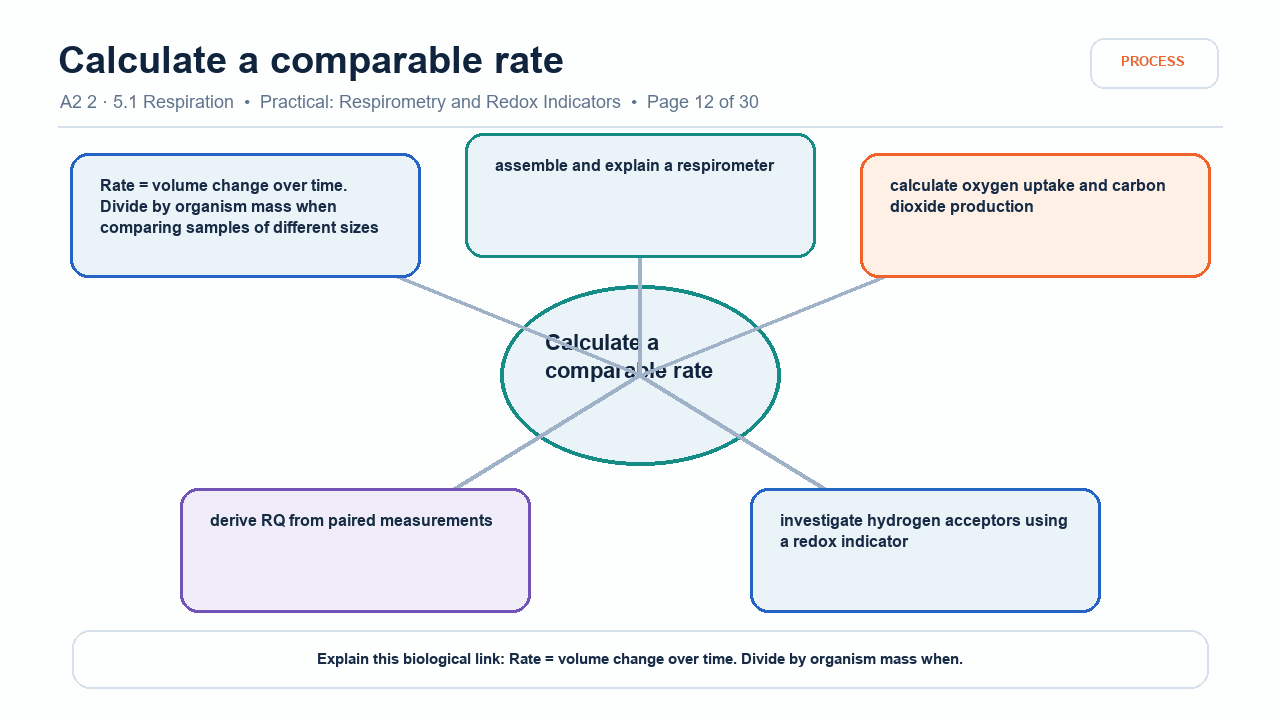 Calculate a comparable rate
PROCESS
A2 2 · 5.1 Respiration • Practical: Respirometry and Redox Indicators • Page 12 of 30
Rate = volume change over time.
Divide by organism mass when
comparing samples of different sizes
assemble and explain a respirometer
calculate oxygen uptake and carbon
dioxide production
Calculate a
comparable rate
derive RQ from paired measurements
investigate hydrogen acceptors using
a redox indicator
Explain this biological link: Rate = volume change over time. Divide by organism mass when.